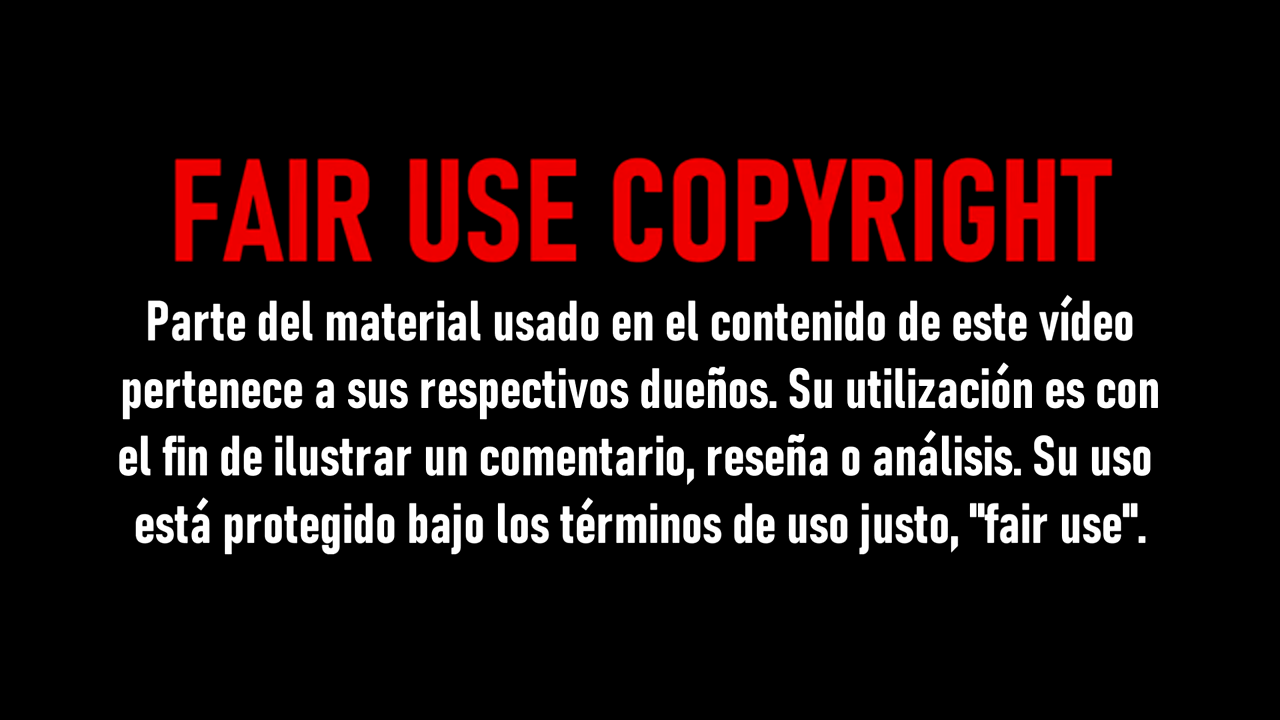 FAIR USE COPYRIGHT
Parte del material usado en el contenido de este vídeo
pertenece a sus respectivos dueños. Su utilización es con
el fin de ilustrar un comentario, reseña o análisis. Su uso
está protegido bajo los términos de uso justo, "fair use".